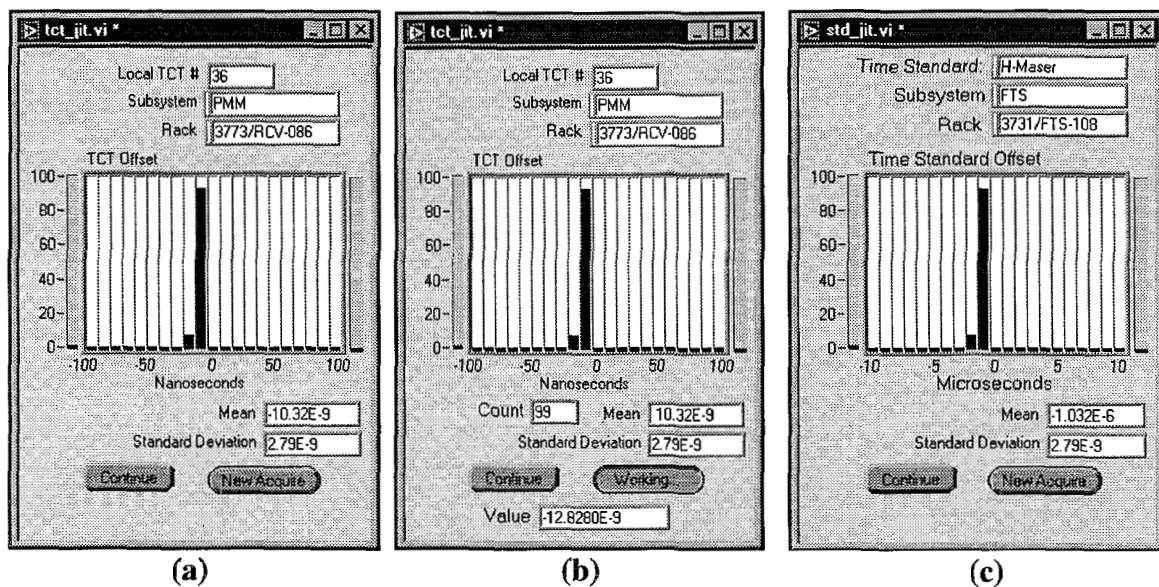 tct_jit.vi *
Local TCT # 36
Subsystem PMM
Rack 3773/RCV-086
TCT Offset
100-
80-
60-
40-
20-
0-
-100 -50 0 50 100
Nanoseconds
Mean -10.32E-9
Standard Deviation 2.79E-9
Continue New Acquire
(a)
tct_jit.vi *
Local TCT # 36
Subsystem PMM
Rack 3773/RCV-086
TCT Offset
100-
80-
60-
40-
20-
0-
-100 -50 0 50 100
Nanoseconds
Count 99 Mean 10.32E-9
Standard Deviation 2.79E-9
Continue Working...
Value -12.8280E-9
(b)
std_jit.vi *
Time Standard: H-Maser
Subsystem FTS
Rack 3731/FTS-108
Time Standard Offset
100-
80-
60-
40-
20-
0-
-10 -5 0 5 10
Microseconds
Mean -1.032E-6
Standard Deviation 2.79E-9
Continue New Acquire
(c)